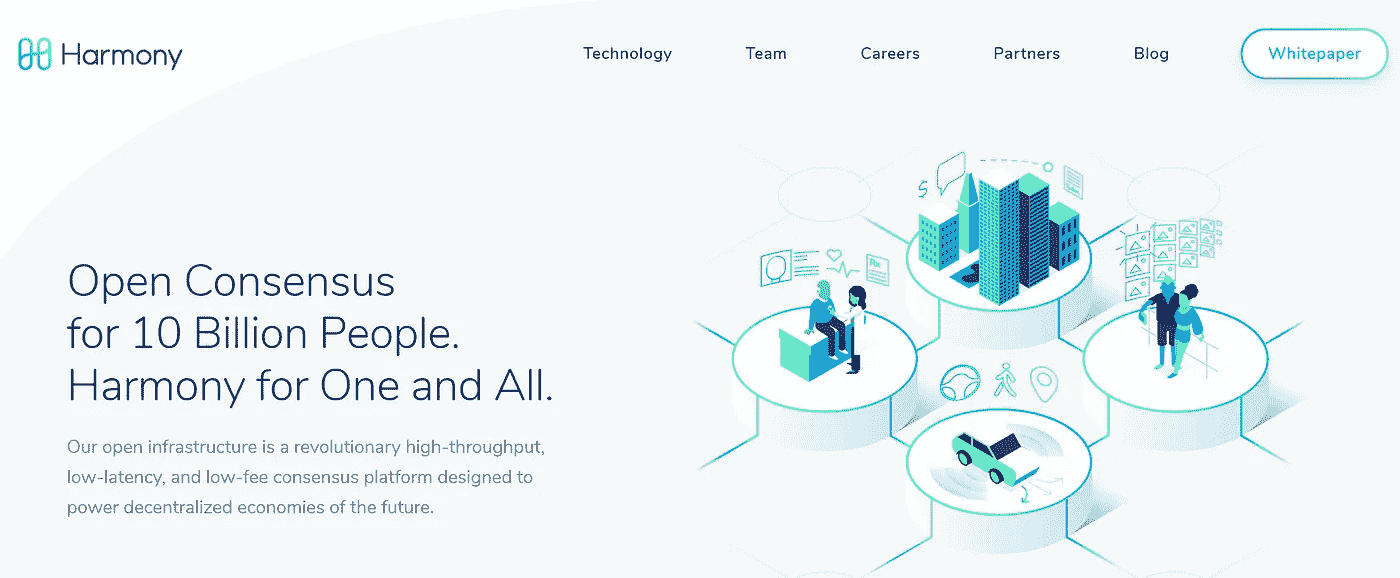 Harmony
Technology
Team
Careers
Partners
Blog
Whitepaper
Open Consensus
for 10 Billion People.
Harmony for One and All.
Our open infrastructure is a revolutionary high-throughput,
low-latency, and low-fee consensus platform designed to
power decentralized economies of the future.
$
Rx